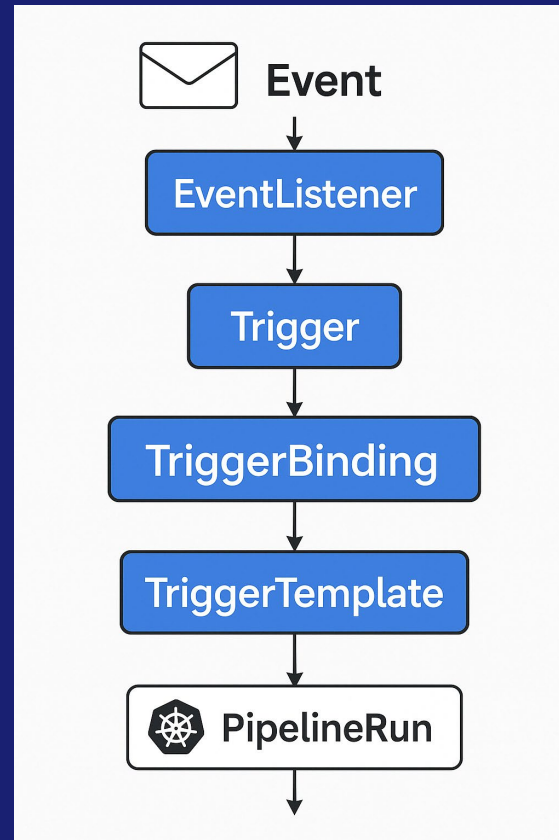 Event
EventListener
Trigger
TriggerBinding
TriggerTemplate
PipelineRun